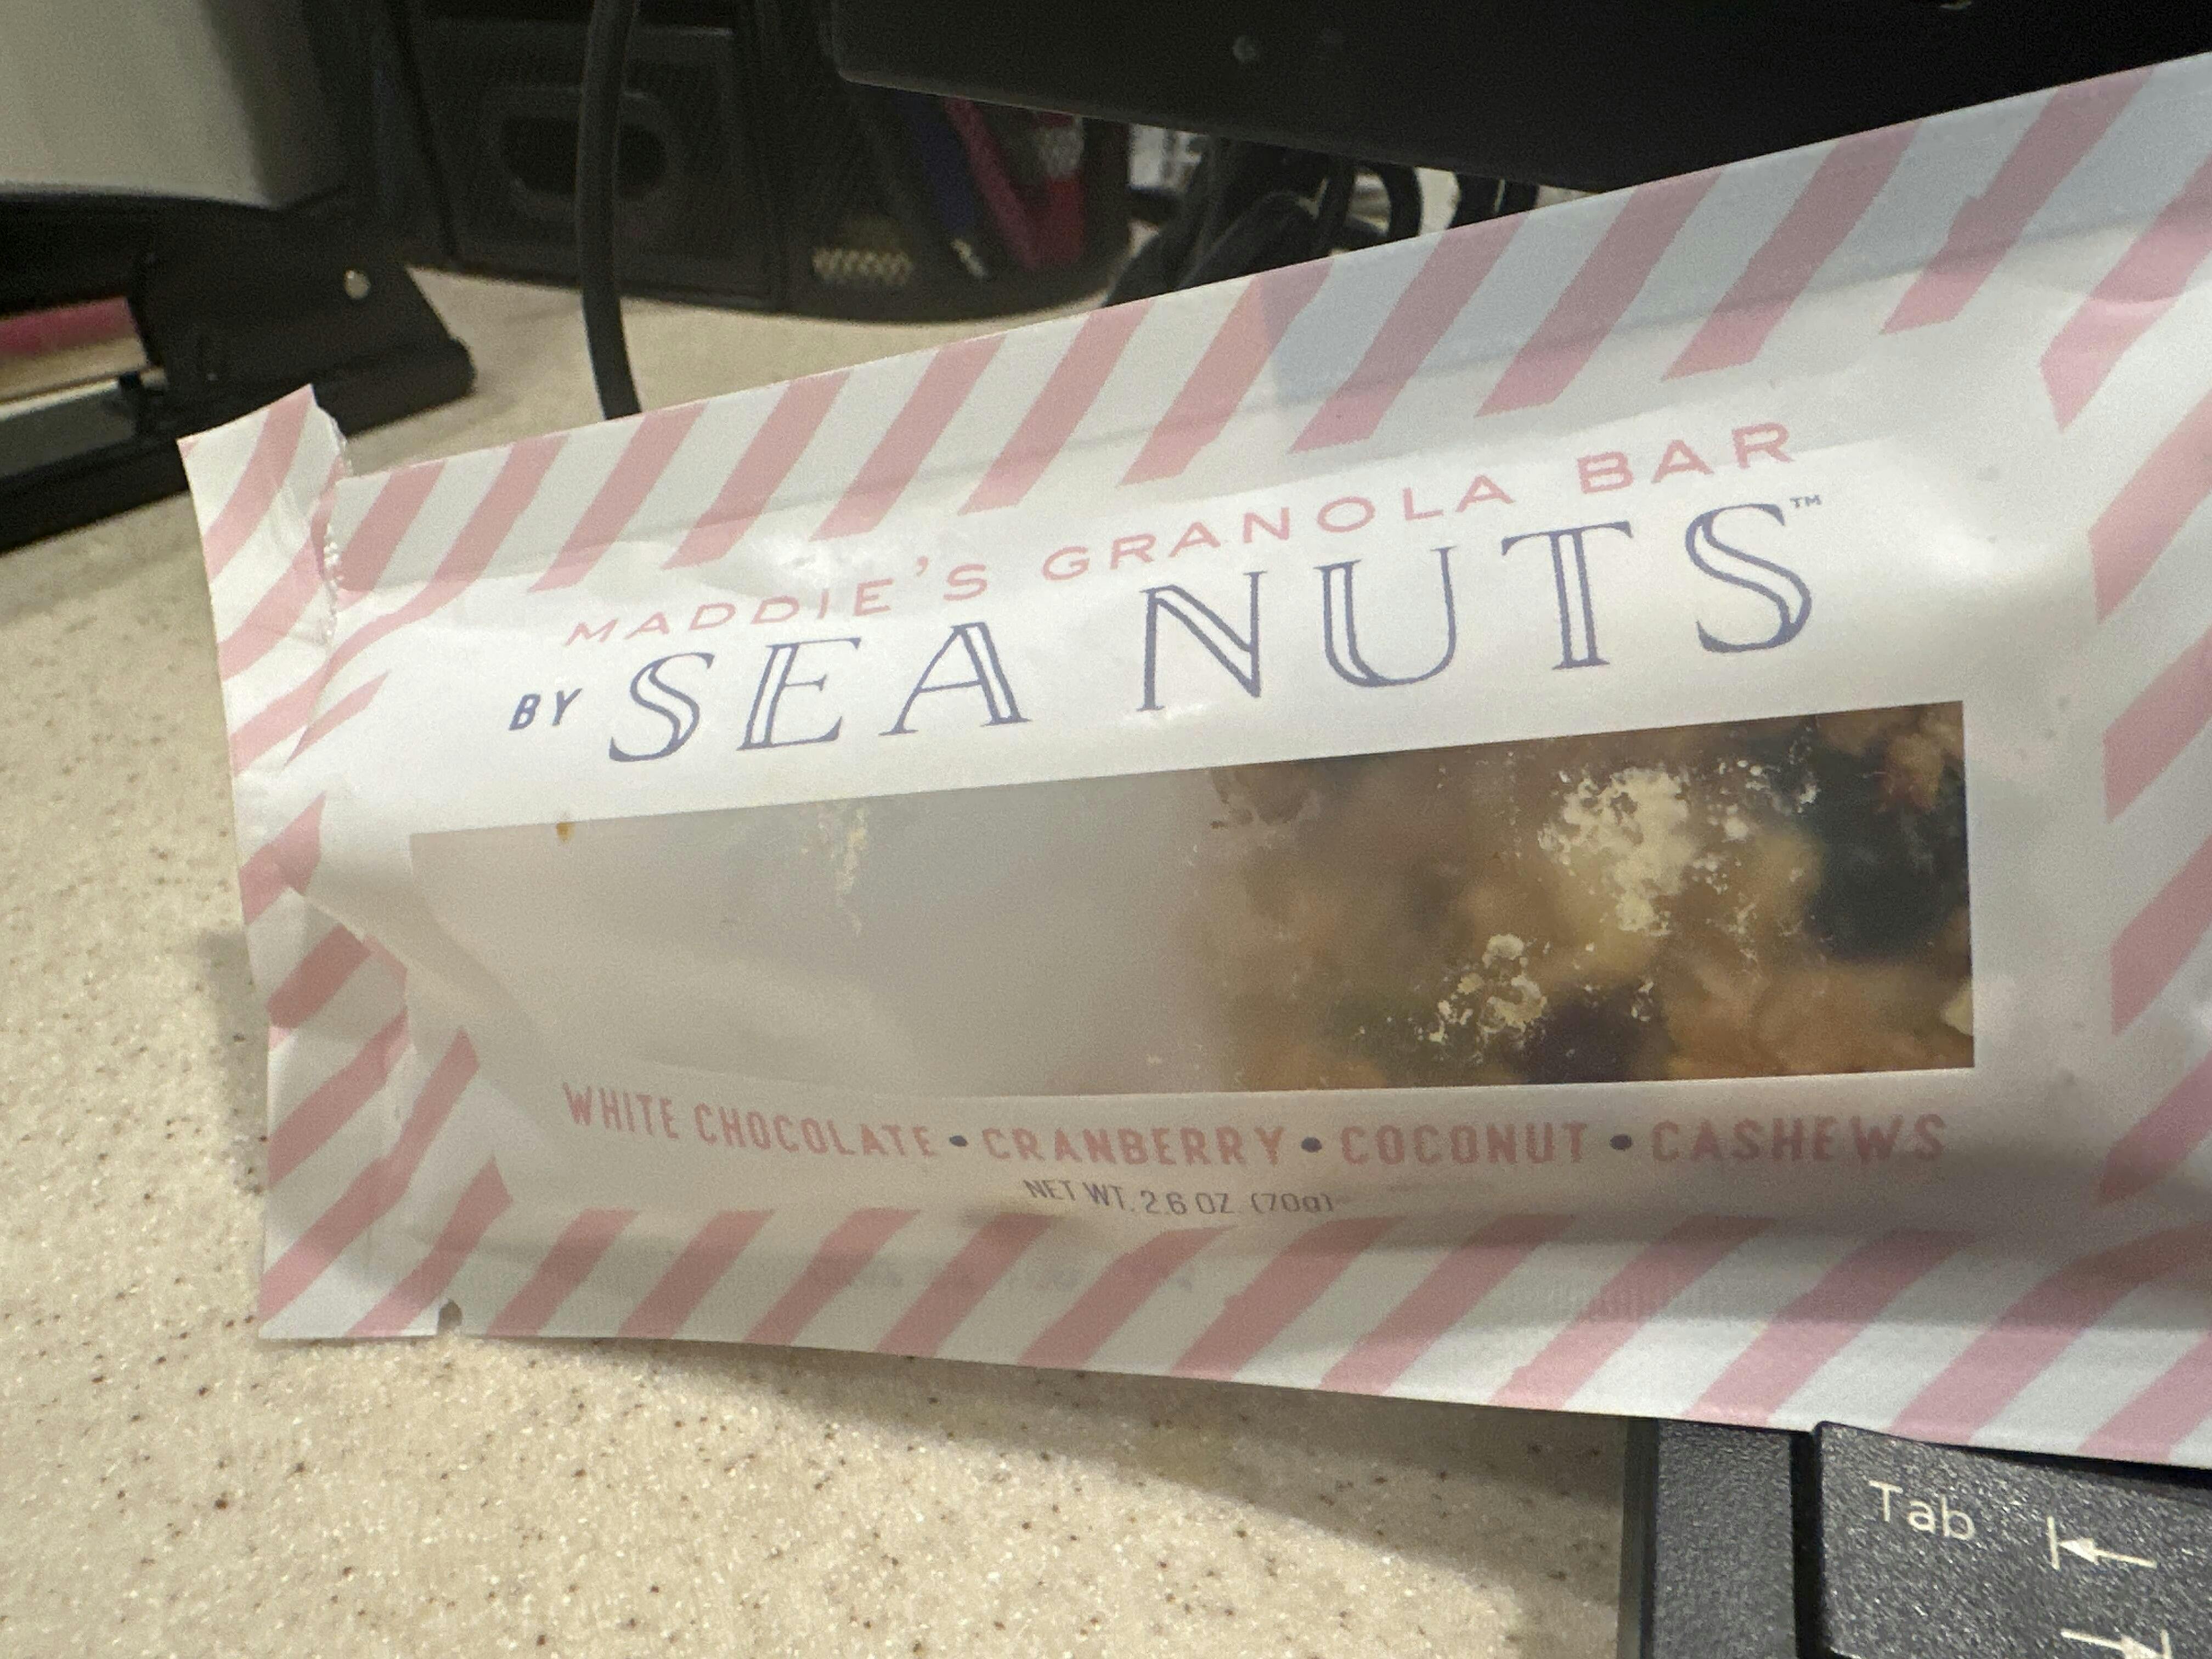 MADDIE'S GRANOLA BAR
BY SEA NUTS™
WHITE CHOCOLATE • CRANBERRY • COCONUT • CASHEWS
NET WT. 2.6 OZ. (70g)
Tab